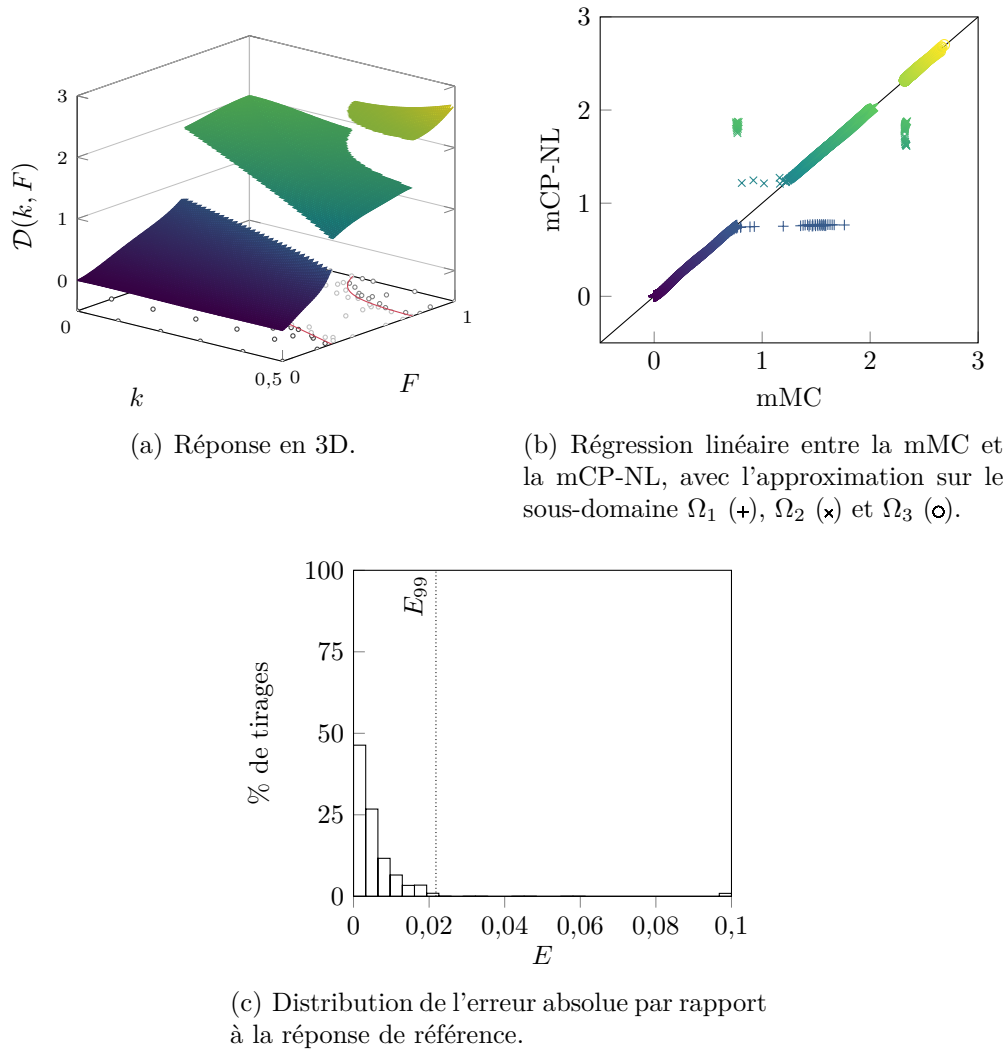 3
2
1
0
𝒟(k, F)
0
0,5
0
1
k
F
(a) Réponse en 3D.
3
2
1
0
mCP-NL
0
1
2
3
mMC
(b) Régression linéaire entre la mMC et
la mCP-NL, avec l'approximation sur le
sous-domaine Ω₁ (+), Ω₂ (×) et Ω₃ (o).
100
75
50
25
0
% de tirages
E₉₉
0
0,02
0,04
0,06
0,08
0,1
E
(c) Distribution de l'erreur absolue par rapport
à la réponse de référence.